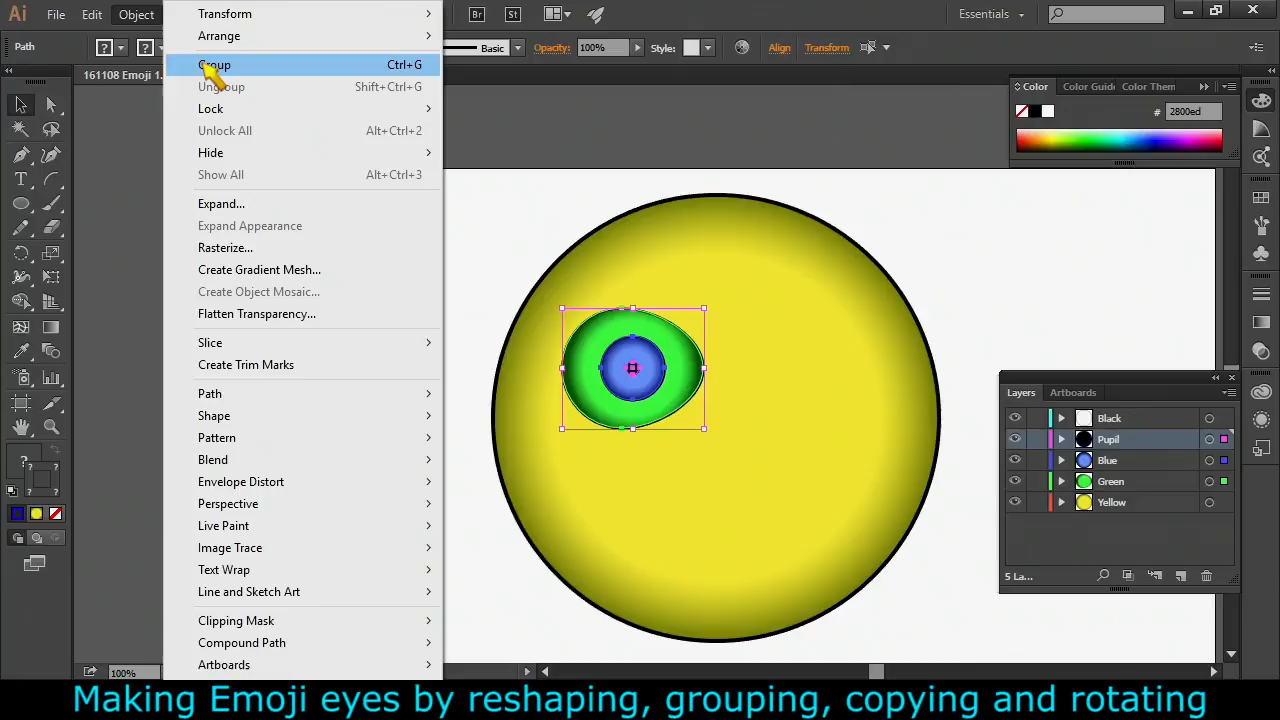 Ai File Edit Object Br St Essentials
Path Basic Opacity: 100% Style: Align Transform
161108 Emoji 1.
Transform
Arrange
Group Ctrl+G
Ungroup Shift+Ctrl+G
Lock
Unlock All Alt+Ctrl+2
Hide
Show All Alt+Ctrl+3
Expand...
Expand Appearance
Rasterize...
Create Gradient Mesh...
Create Object Mosaic...
Flatten Transparency...
Slice
Create Trim Marks
Path
Shape
Pattern
Blend
Envelope Distort
Perspective
Live Paint
Image Trace
Text Wrap
Line and Sketch Art
Clipping Mask
Compound Path
Artboards
100%
Color Color Guide Color Them
# 2800ed
Layers Artboards
Black
Pupil
Blue
Green
Yellow
5 La...
Making Emoji eyes by reshaping, grouping, copying and rotating